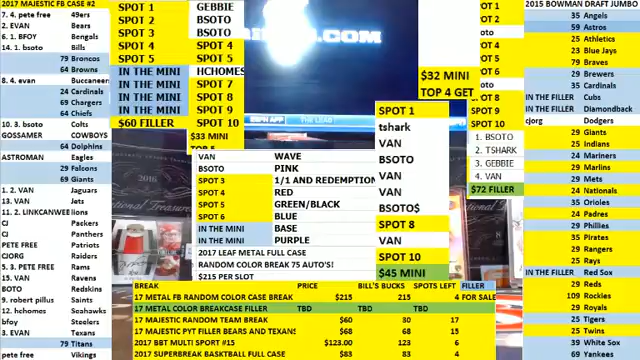 2017 MAJESTIC FB CASE #2
7. 4. pete free 49ers
2. EVAN Bears
6. 1. BFOY Bengals
14. 1. bsoto Bills
79 Broncos
64 Browns
8. 4. evan Buccaneers
24 Cardinals
69 Chargers
64 Chiefs
10. 3. bsoto Colts
GOSSAMER COWBOYS
64 Dolphins
ASTROMAN Eagles
29 Falcons
69 Giants
1. 2. VAN Jaguars
13. VAN Jets
11. 2. LINKCANWE lions
CJ Packers
CJ Panthers
PETE FREE Patriots
CJORG Raiders
5. 3. PETE FREE Rams
15. VAN Ravens
BOTO Redskins
9. robert pillus Saints
12. hchomes Seahawks
bfoy Steelers
3. EVAN Texans
79 Titans
pete free Vikings
SPOT 1 GEBBIE
SPOT 2 BSOTO
SPOT 3 BSOTO
SPOT 4 SPOT 4
SPOT 5 SPOT 5
IN THE MINI HCHOMES
IN THE MINI SPOT 7
IN THE MINI SPOT 8
IN THE MINI SPOT 9
$60 FILLER SPOT 10
$33 MINI
.COM
ESPN APP
THE LEAD
VAN WAVE
BSOTO PINK
SPOT 3 1/1 AND REDEMPTION
SPOT 4 RED
SPOT 5 GREEN/BLACK
SPOT 6 BLUE
IN THE MINI BASE
IN THE MINI PURPLE
2017 LEAF METAL FULL CASE
RANDOM COLOR BREAK 75 AUTO'S!
$215 PER SLOT
SPOT 1
tshark
VAN
BSOTO
VAN
VAN
BSOTO$
SPOT 8
VAN
SPOT 10
$45 MINI
$32 MINI
TOP 4 GET
SPOT 1
SPOT 2
SPOT 9
SPOT 10
1. BSOTO
2. TSHARK
3. GEBBIE
4. VAN
$72 FILLER
2015 BOWMAN DRAFT JUMBO
35 Angels
59 Astros
25 Athletics
23 Blue Jays
79 Braves
29 Brewers
35 Cardinals
IN THE FILLER Cubs
IN THE FILLER Diamondback
cjorg Dodgers
29 Giants
25 Indians
24 Mariners
29 Marlins
29 Mets
24 Nationals
35 Orioles
24 Padres
29 Phillies
35 Pirates
29 Rangers
25 Rays
IN THE FILLER Red Sox
29 Reds
109 Rockies
29 Royals
25 Tigers
25 Twins
39 White Sox
69 Yankees
BREAK PRICE BILL'S BUCKS SPOTS LEFT FILLER
17 METAL FB RANDOM COLOR CASE BREAK $215 215 4 FOR SALE
17 METAL COLOR BREAKCASE FILLER TBD TBD TBD
17 MAJESTIC RANDOM TEAM BREAK $60 30 17
17 MAJESTIC PYT FILLER BEARS AND TEXANS $68 68 15
2017 BBT MULTI SPORT #15 $123.00 123 6
2017 SUPERBREAK BASKETBALL FULL CASE $83 83 4